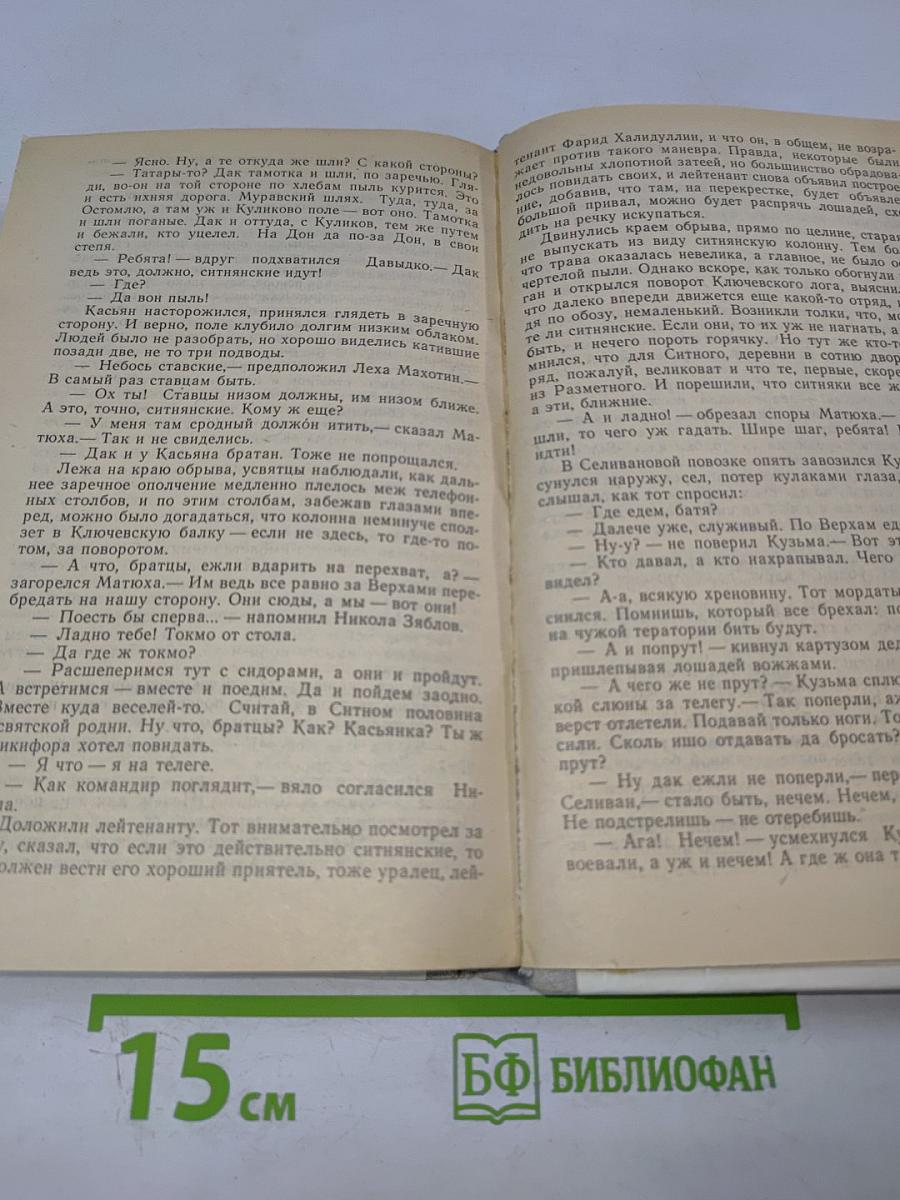 — Ясно. Ну, а те откуда же шли? С какой стороны?
— Татары-то? Дак тамотка и шли, по заречью. Гля-
ди, во-он на той стороне по хлебам пыль курится. Это
и есть ихняя дорога. Муравский шлях. Туда, туда, за
Остомлю, а там уж и Куликово поле — вот оно. Тамотка
и шли поганые. Дак и оттуда, с Куликов, тем же путем
и бежали, кто уцелел. На Дон да по-за Дон, в свои
степя.
— Ребята! — вдруг подхватился Давыдко.— Дак
ведь это, должно, ситнянские идут!
— Где?
— Да вон пыль!
Касьян насторожился, принялся глядеть в заречную
сторону. И верно, поле клубило долгим низким облаком.
Людей было не разобрать, но хорошо виделись катившие
позади две, не то три подводы.
— Небось ставские,— предположил Леха Махотин.—
В самый раз ставцам быть.
— Ох ты! Ставцы низом должны, им низом ближе.
А это, точно, ситнянские. Кому ж еще?
— У меня там сродный должóн итить,— сказал Ма-
тюха.— Так и не свиделись.
— Дак и у Касьяна братан. Тоже не попрощался.
Лежа на краю обрыва, усвятцы наблюдали, как даль-
нее заречное ополчение медленно плелось меж телефон-
ных столбов, и по этим столбам, забежав глазами впе-
ред, можно было догадаться, что колонна неминуче спол-
зет в Ключевскую балку — если не здесь, то где-то по-
том, за поворотом.
— А что, братцы, ежли вдарить на перехват, а? —
загорелся Матюха.— Им ведь все равно за Верхами пере-
бредать на нашу сторону. Они сюды, а мы — вот они!
— Поесть бы сперва... — напомнил Никола Зяблов.
— Ладно тебе! Токмо от стола.
— Да где ж токмо?
— Расшеперимся тут с сидорами, а они и пройдут.
А встретимся — вместе и поедим. Да и пойдем заодно.
Вместе куда веселей-то. Считай, в Ситном половина
святской родни. Ну что, братцы? Как? Касьянка? Ты ж
икифора хотел повидать.
— Я что — я на телеге.
— Как командир поглядит,— вяло согласился Ни-
ла.
Доложили лейтенанту. Тот внимательно посмотрел за
у, сказал, что если это действительно ситнянские, то
олжен вести его хороший приятель, тоже уралец, лей-
тенант Фарид Халидуллин, и что он, в общем, не возра-
жает против такого маневра. Правда, некоторые были
недовольны хлопотной затеей, но большинство обрадова-
лось повидать своих, и лейтенант снова объявил построе
ние, добавив, что там, на перекрестке, будет объявле
большой привал, можно будет распрячь лошадей, схо
дить на речку искупаться.
Двинулись краем обрыва, прямо по целине, старая
не выпускать из виду ситнянскую колонну. Тем бо
что трава оказалась невелика, а главное, не было ос
чертелой пыли. Однако вскоре, как только обогнули
ган и открылся поворот Ключевского лога, выяснил
что далеко впереди движется еще какой-то отряд,
дя по обозу, немаленький. Возникли толки, что, мо
те ли ситнянские. Если они, то их уж не нагнать, а
быть, и нечего пороть горячку. Но тут же кто-т
мнился, что для Ситного, деревни в сотню двор
ряд, пожалуй, великоват и что те, первые, скоре
из Разметного. И порешили, что ситняки все ж
а эти, ближние.
— А и ладно! — обрезал споры Матюха.—
шли, то чего уж гадать. Шире шаг, ребята!
идти!
В Селивановой повозке опять завозился Ку
сунулся наружу, сел, потер кулаками глаза,
слышал, как тот спросил:
— Где едем, батя?
— Далече уже, служивый. По Верхам ед
— Ну-у? — не поверил Кузьма.— Вот эт
— Кто давал, а кто нахрапывал. Чего
видел?
— А-а, всякую хреновину. Тот мордаты
снился. Помнишь, который все брехал: по
на чужой тератории бить будут.
— А и попрут! — кивнул картузом дед
пришлепывая лошадей вожжами.
— А чего же не прут? — Кузьма сплю
кой слюны за телегу.— Так поперли, аж
верст отлетели. Подавай только ноги. То
сили. Сколь ишо отдавать да бросать?
прут?
— Ну дак ежли не поперли,— пер
Селиван,— стало быть, нечем. Нечем,
Не подстрелишь — не отеребишь.
— Ага! Нечем! — усмехнулся Ку
воевали, а уж и нечем! А где ж она т
15 см
БФ БИБЛИОФАН